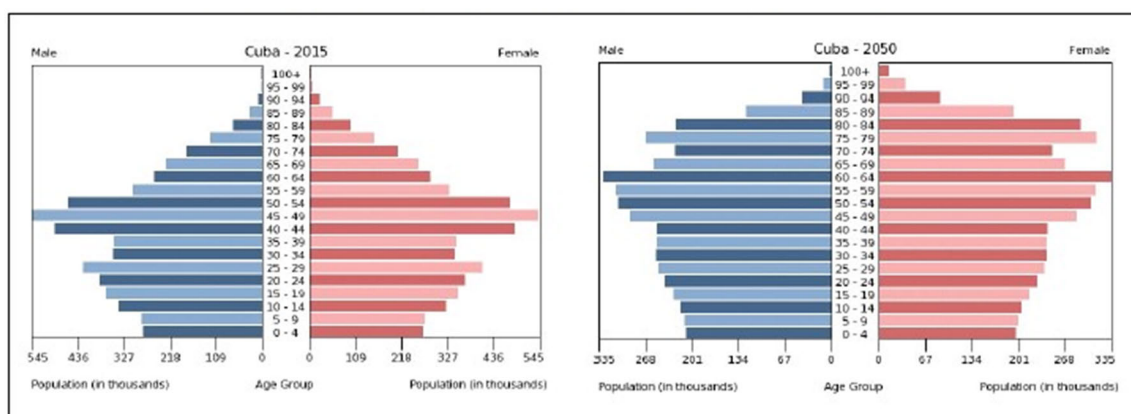 Male Cuba - 2015 Female
100+
95 - 99
90 - 94
85 - 89
80 - 84
75 - 79
70 - 74
65 - 69
60 - 64
55 - 59
50 - 54
45 - 49
40 - 44
35 - 39
30 - 34
25 - 29
20 - 24
15 - 19
10 - 14
5 - 9
0 - 4
545 436 327 218 109 0 0 109 218 327 436 545
Population (in thousands) Age Group Population (in thousands)
Male Cuba - 2050 Female
100+
95 - 99
90 - 94
85 - 89
80 - 84
75 - 79
70 - 74
65 - 69
60 - 64
55 - 59
50 - 54
45 - 49
40 - 44
35 - 39
30 - 34
25 - 29
20 - 24
15 - 19
10 - 14
5 - 9
0 - 4
335 268 201 134 67 0 0 67 134 201 268 335
Population (in thousands) Age Group Population (in thousands)